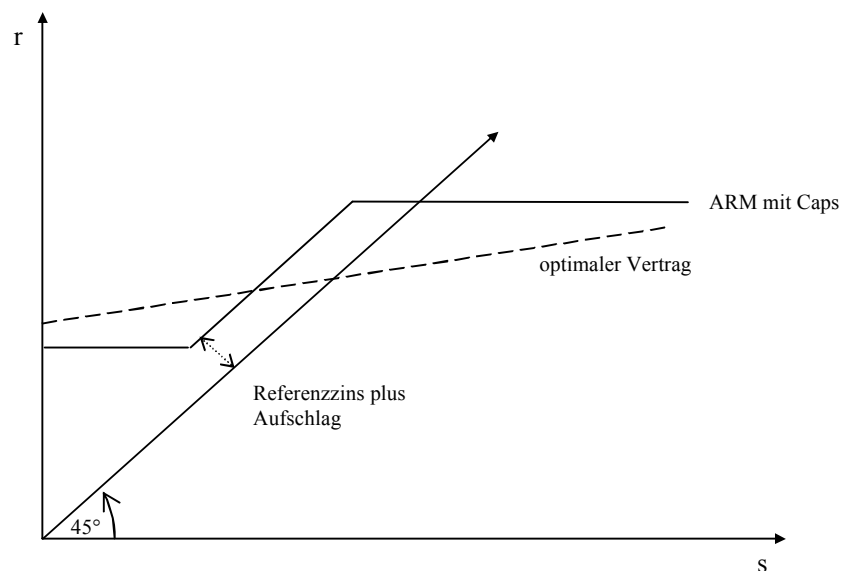 r
ARM mit Caps
optimaler Vertrag
Referenzzins plus
Aufschlag
45°
s